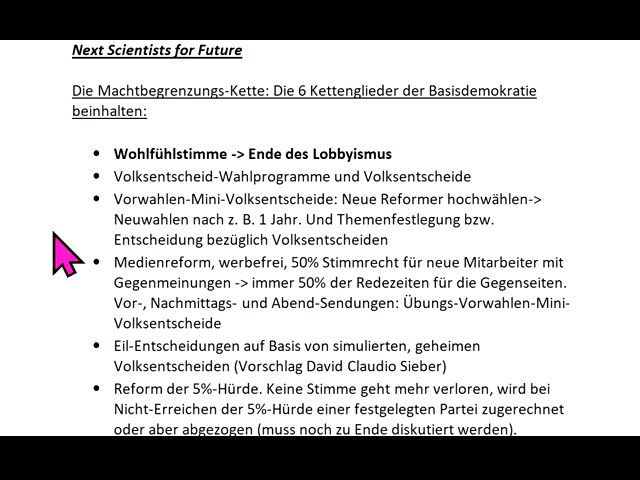 Next Scientists for Future
Die Machtbegrenzungs-Kette: Die 6 Kettenglieder der Basisdemokratie
beinhalten:
• Wohlfühlstimme -> Ende des Lobbyismus
• Volksentscheid-Wahlprogramme und Volksentscheide
• Vorwahlen-Mini-Volksentscheide: Neue Reformer hochwählen->
Neuwahlen nach z. B. 1 Jahr. Und Themenfestlegung bzw.
Entscheidung bezüglich Volksentscheiden
• Medienreform, werbefrei, 50% Stimmrecht für neue Mitarbeiter mit
Gegenmeinungen -> immer 50% der Redezeiten für die Gegenseiten.
Vor-, Nachmittags- und Abend-Sendungen: Übungs-Vorwahlen-Mini-
Volksentscheide
• Eil-Entscheidungen auf Basis von simulierten, geheimen
Volksentscheiden (Vorschlag David Claudio Sieber)
• Reform der 5%-Hürde. Keine Stimme geht mehr verloren, wird bei
Nicht-Erreichen der 5%-Hürde einer festgelegten Partei zugerechnet
oder aber abgezogen (muss noch zu Ende diskutiert werden).